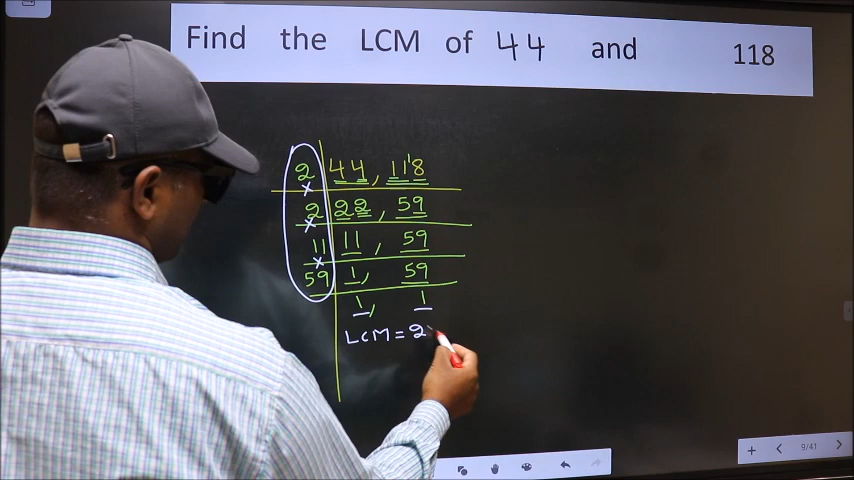 Find the LCM of 44 and 118
2 44, 118
2 22, 59
11 11, 59
59 1, 59
1, 1
LCM = 2
9/41